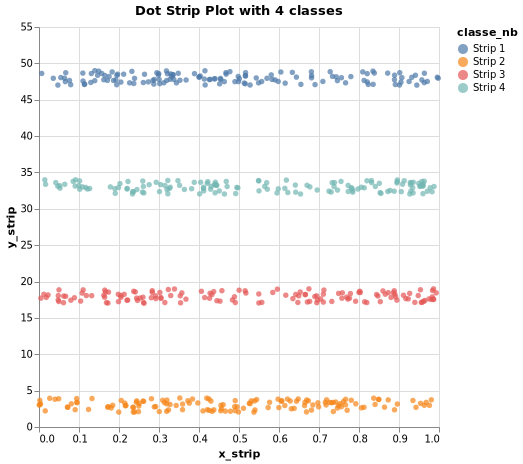 Dot Strip Plot with 4 classes
classe_nb
Strip 1
Strip 2
Strip 3
Strip 4
55
50
45
40
35
30
25
20
15
10
5
0
y_strip
0.0 0.1 0.2 0.3 0.4 0.5 0.6 0.7 0.8 0.9 1.0
x_strip